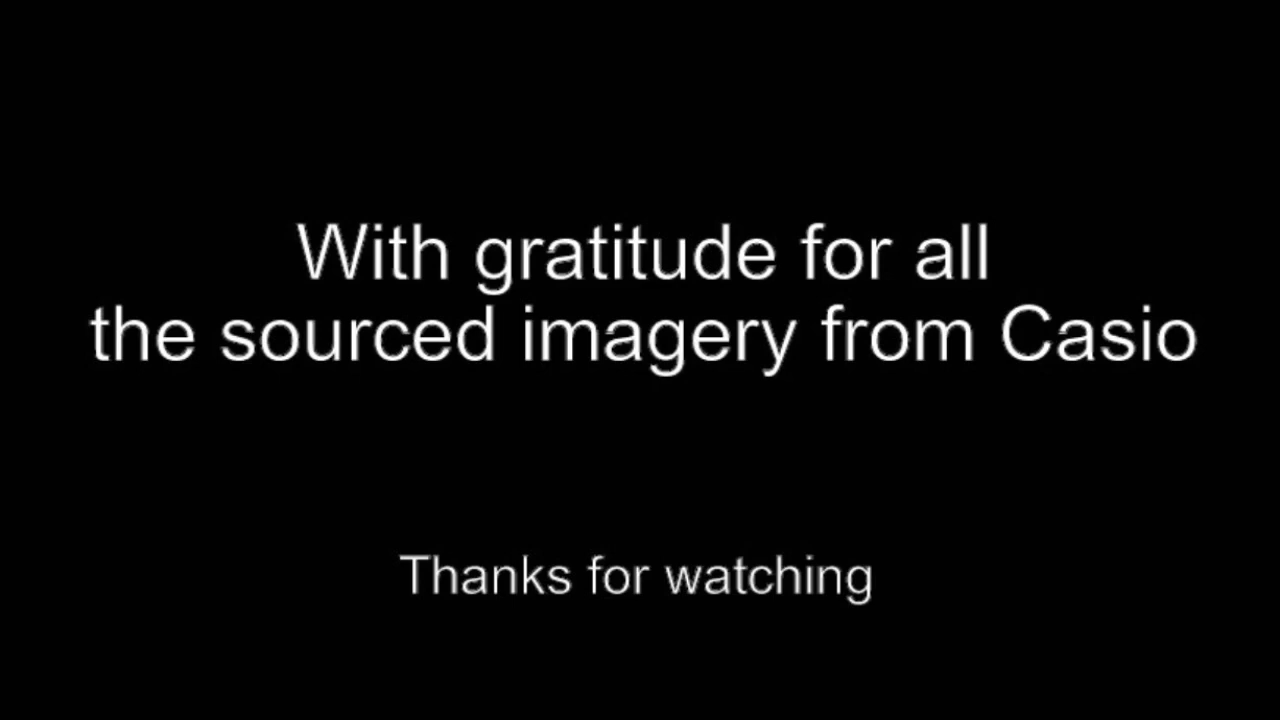 With gratitude for all
the sourced imagery from Casio
Thanks for watching